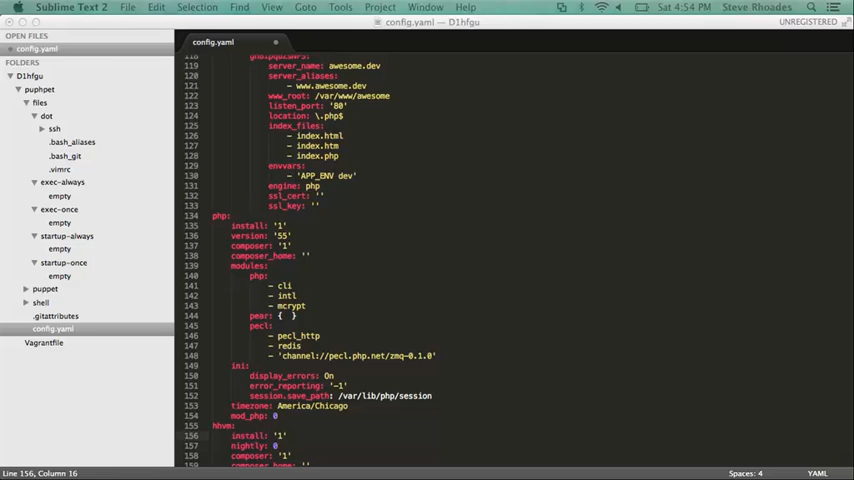 Sublime Text 2 File Edit Selection Find View Goto Tools Project Window Help Sat 4:54 PM Steve Rhoades
config.yaml — D1hfgu UNREGISTERED
OPEN FILES
config.yaml
FOLDERS
D1hfgu
puphpet
files
dot
ssh
.bash_aliases
.bash_git
.vimrc
exec-always
empty
exec-once
empty
startup-always
empty
startup-once
empty
puppet
shell
.gitattributes
config.yaml
Vagrantfile
config.yaml
118
119 server_name: awesome.dev
120 server_aliases:
121 - www.awesome.dev
122 www_root: /var/www/awesome
123 listen_port: '80'
124 location: \.php$
125 index_files:
126 - index.html
127 - index.htm
128 - index.php
129 envvars:
130 - 'APP_ENV dev'
131 engine: php
132 ssl_cert: ''
133 ssl_key: ''
134 php:
135 install: '1'
136 version: '55'
137 composer: '1'
138 composer_home: ''
139 modules:
140 php:
141 - cli
142 - intl
143 - mcrypt
144 pear: { }
145 pecl:
146 - pecl_http
147 - redis
148 - 'channel://pecl.php.net/zmq-0.1.0'
149 ini:
150 display_errors: On
151 error_reporting: '-1'
152 session.save_path: /var/lib/php/session
153 timezone: America/Chicago
154 mod_php: 0
155 hhvm:
156 install: '1'
157 nightly: 0
158 composer: '1'
159 composer_home: ''
Line 156, Column 16 Spaces: 4 YAML